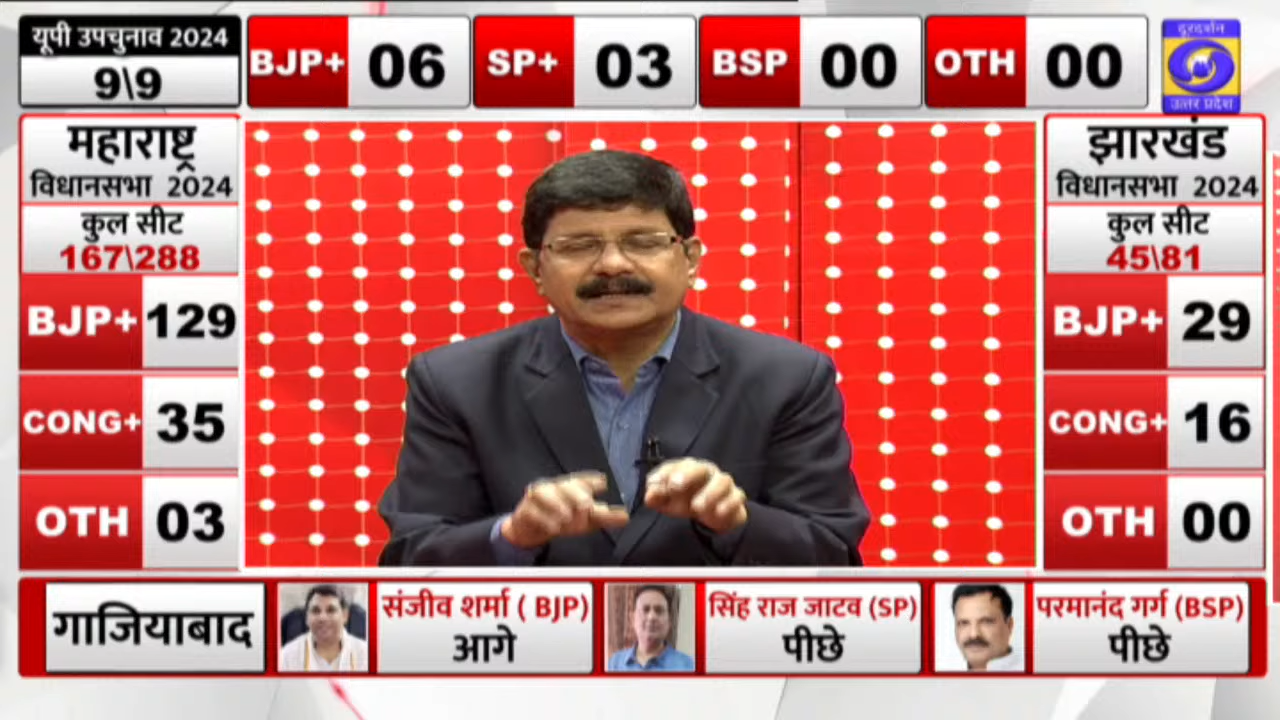 यूपी उपचुनाव 2024
9\9
BJP+ 06
SP+ 03
BSP 00
OTH 00
दूरदर्शन
उत्तर प्रदेश
महाराष्ट्र
विधानसभा 2024
कुल सीट
167\288
BJP+ 129
CONG+ 35
OTH 03
झारखंड
विधानसभा 2024
कुल सीट
45\81
BJP+ 29
CONG+ 16
OTH 00
गाजियाबाद
संजीव शर्मा ( BJP)
आगे
सिंह राज जाटव (SP)
पीछे
परमानंद गर्ग (BSP)
पीछे